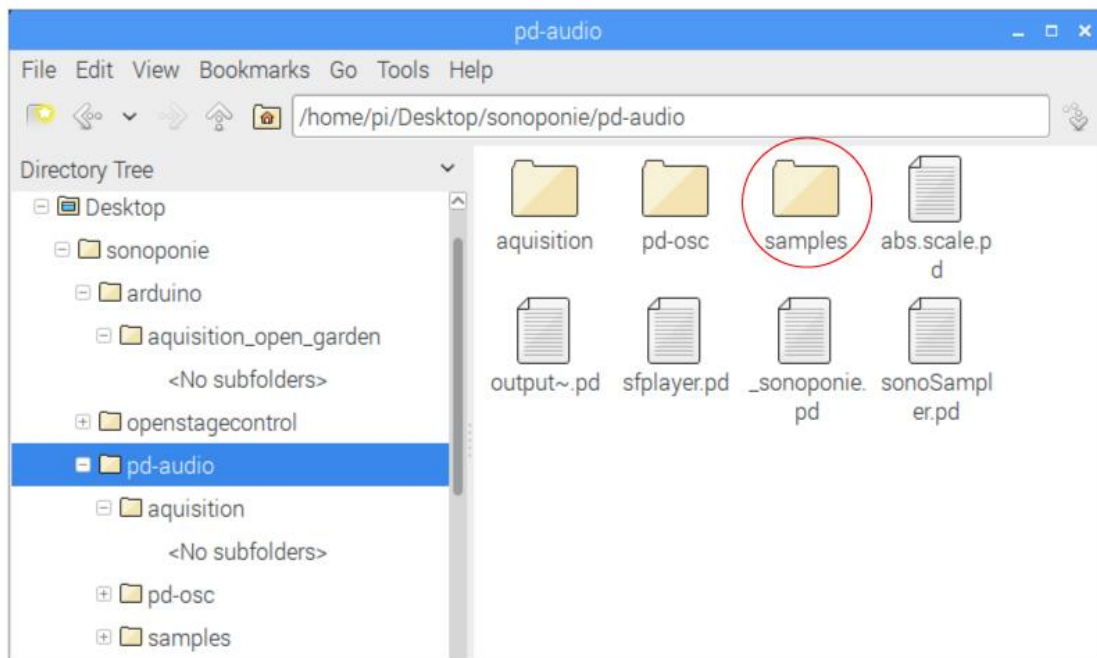 pd-audio
File Edit View Bookmarks Go Tools Help
/home/pi/Desktop/sonoponie/pd-audio
Directory Tree
Desktop
sonoponie
arduino
aquisition_open_garden
<No subfolders>
openstagecontrol
pd-audio
aquisition
<No subfolders>
pd-osc
samples
aquisition pd-osc samples abs.scale.p
d
output~.pd sfplayer.pd _sonoponie. sonoSampl
pd er.pd